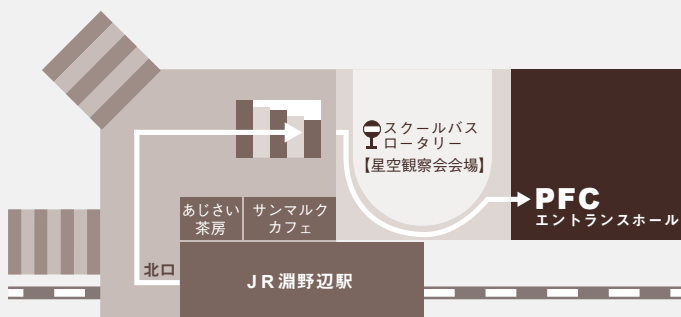 スクールバス
ロータリー
【星空観察会会場】
PFC
エントランスホール
あじさい
茶房
サンマルク
カフェ
北口
JR淵野辺駅